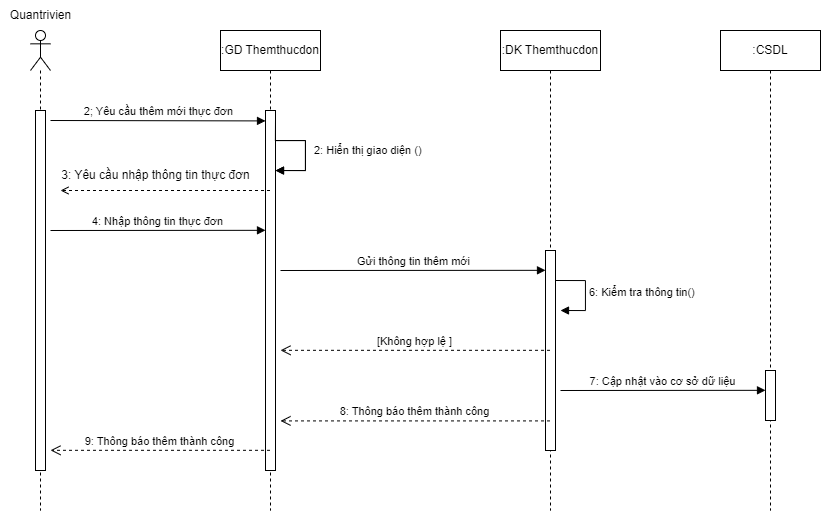 Quantrivien
:GD Themthucdon
:DK Themthucdon
:CSDL
2; Yêu cầu thêm mới thực đơn
2: Hiển thị giao diện ()
3: Yêu cầu nhập thông tin thực đơn
4: Nhập thông tin thực đơn
Gửi thông tin thêm mới
6: Kiểm tra thông tin()
[Không hợp lệ ]
7: Cập nhật vào cơ sở dữ liệu
8: Thông báo thêm thành công
9: Thông báo thêm thành công